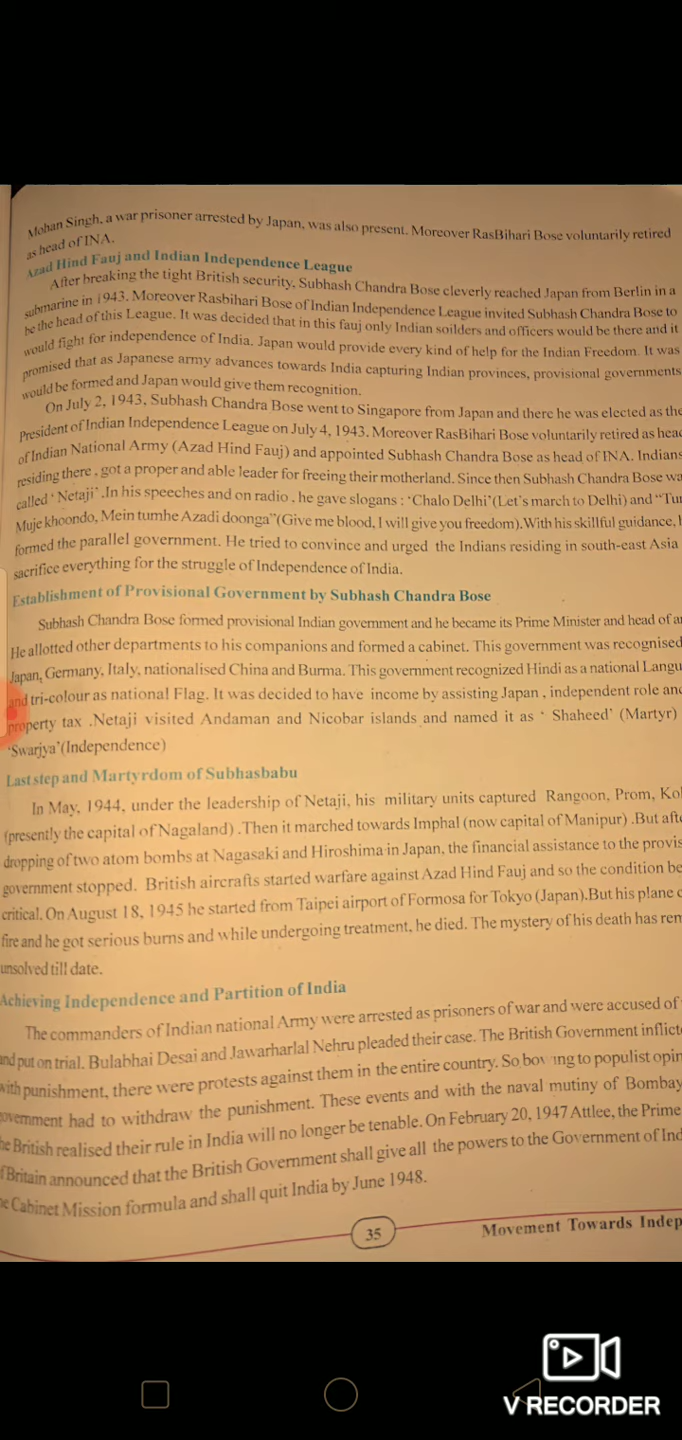 Mohan Singh, a war prisoner arrested by Japan, was also present. Moreover RasBihari Bose voluntarily retired
as head of INA.
Azad Hind Fauj and Indian Independence League
After breaking the tight British security, Subhash Chandra Bose cleverly reached Japan from Berlin in a
submarine in 1943. Moreover Rasbihari Bose of Indian Independence League invited Subhash Chandra Bose to
be the head of this League. It was decided that in this fauj only Indian soilders and officers would be there and it
would fight for independence of India. Japan would provide every kind of help for the Indian Freedom. It was
promised that as Japanese army advances towards India capturing Indian provinces, provisional governments
would be formed and Japan would give them recognition.
On July 2, 1943, Subhash Chandra Bose went to Singapore from Japan and there he was elected as the
President of Indian Independence League on July 4, 1943. Moreover RasBihari Bose voluntarily retired as head
of Indian National Army (Azad Hind Fauj) and appointed Subhash Chandra Bose as head of INA. Indians
residing there , got a proper and able leader for freeing their motherland. Since then Subhash Chandra Bose wa
called ‘ Netaji’ .In his speeches and on radio , he gave slogans : ‘Chalo Delhi’(Let's march to Delhi) and “Tu
Muje khoondo, Mein tumhe Azadi doonga”(Give me blood, I will give you freedom).With his skillful guidance,
formed the parallel government. He tried to convince and urged the Indians residing in south-east Asia
sacrifice everything for the struggle of Independence of India.
Establishment of Provisional Government by Subhash Chandra Bose
Subhash Chandra Bose formed provisional Indian government and he became its Prime Minister and head of a
He allotted other departments to his companions and formed a cabinet. This government was recognised
Japan, Germany, Italy, nationalised China and Burma. This government recognized Hindi as a national Langu
and tri-colour as national Flag. It was decided to have income by assisting Japan , independent role and
property tax .Netaji visited Andaman and Nicobar islands and named it as ‘ Shaheed’ (Martyr)
‘Swarjya’(Independence)
Last step and Martyrdom of Subhasbabu
In May, 1944, under the leadership of Netaji, his military units captured Rangoon, Prom, Ko
(presently the capital of Nagaland) .Then it marched towards Imphal (now capital of Manipur) .But afte
dropping of two atom bombs at Nagasaki and Hiroshima in Japan, the financial assistance to the provis
government stopped. British aircrafts started warfare against Azad Hind Fauj and so the condition be
critical. On August 18, 1945 he started from Taipei airport of Formosa for Tokyo (Japan).But his plane c
fire and he got serious burns and while undergoing treatment, he died. The mystery of his death has rem
unsolved till date.
Achieving Independence and Partition of India
The commanders of Indian national Army were arrested as prisoners of war and were accused of
and put on trial. Bulabhai Desai and Jawarharlal Nehru pleaded their case. The British Government inflict
with punishment, there were protests against them in the entire country. So bowing to populist opin
government had to withdraw the punishment. These events and with the naval mutiny of Bombay
he British realised their rule in India will no longer be tenable. On February 20, 1947 Attlee, the Prime
f Britain announced that the British Government shall give all the powers to the Government of Ind
he Cabinet Mission formula and shall quit India by June 1948.
35
Movement Towards Indep
V RECORDER